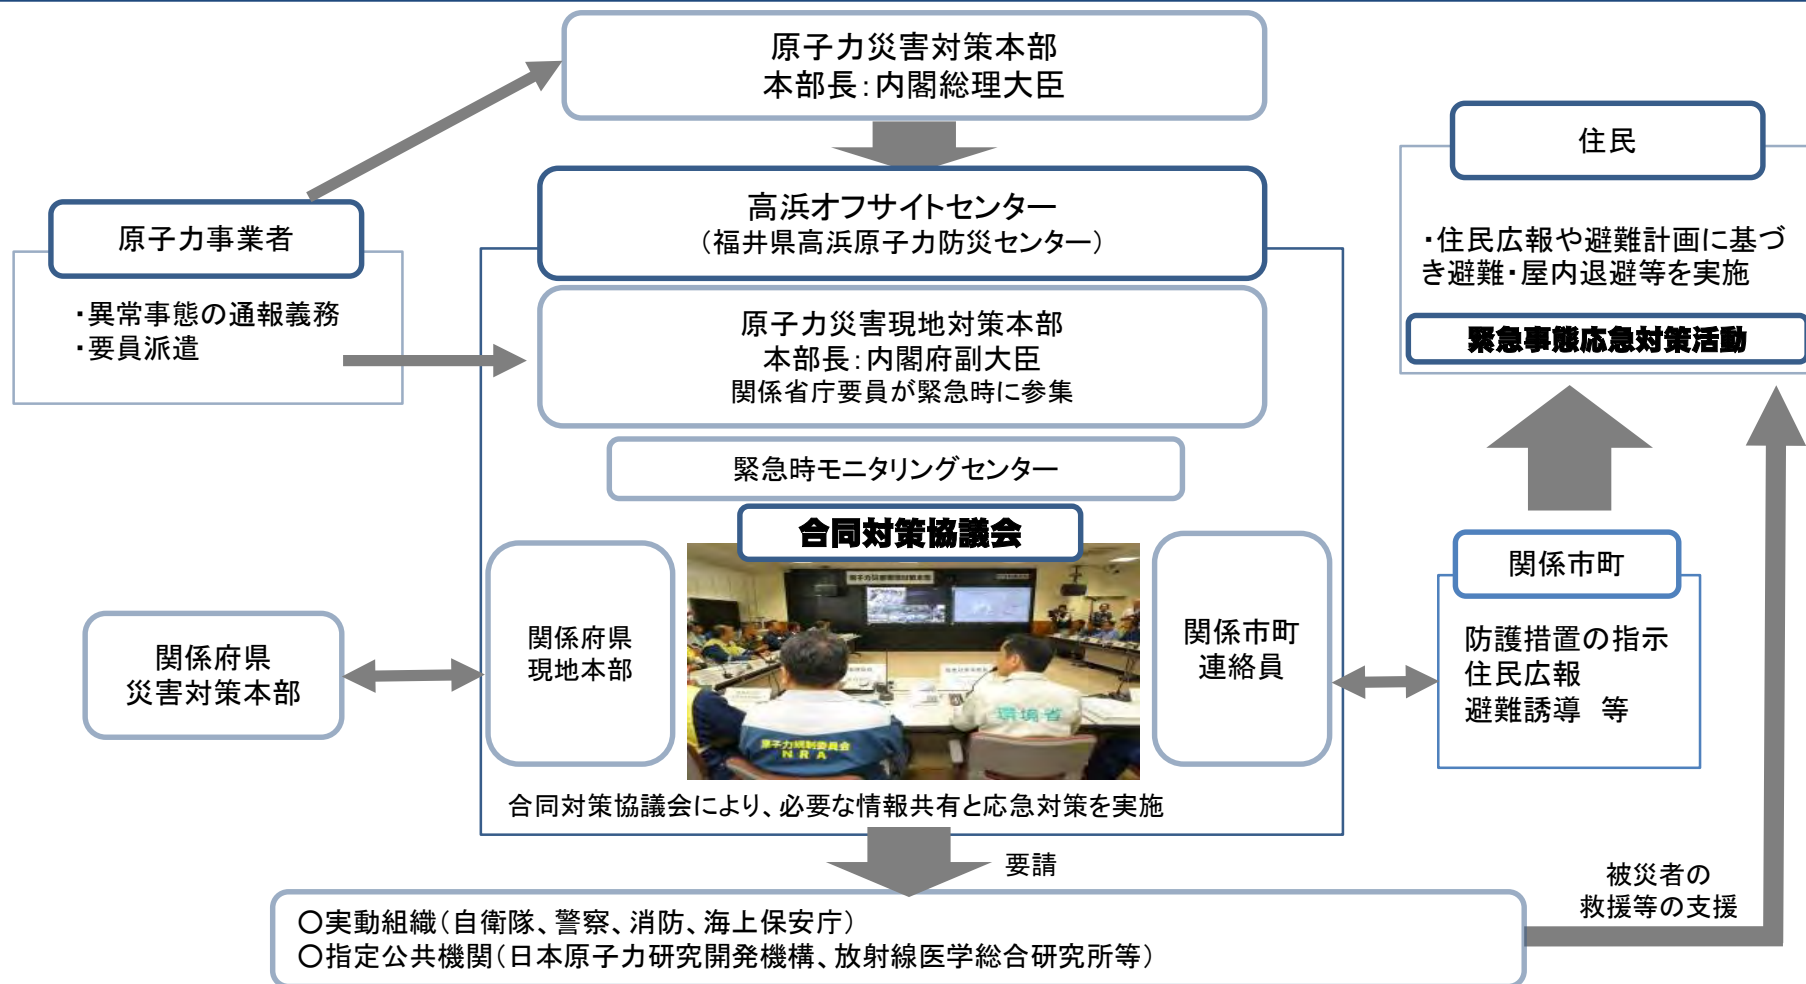 原子力災害対策本部
本部長：内閣総理大臣
住民
・住民広報や避難計画に基づ
き避難・屋内退避等を実施
緊急事態応急対策活動
高浜オフサイトセンター
（福井県高浜原子力防災センター）
原子力事業者
・異常事態の通報義務
・要員派遣
原子力災害現地対策本部
本部長：内閣府副大臣
関係省庁要員が緊急時に参集
緊急時モニタリングセンター
合同対策協議会
関係府県
災害対策本部
関係府県
現地本部
原子力規制委員会
NRA
環境省
関係市町
連絡員
関係市町
防護措置の指示
住民広報
避難誘導　等
合同対策協議会により、必要な情報共有と応急対策を実施
要請
被災者の
救援等の支援
○実動組織（自衛隊、警察、消防、海上保安庁）
○指定公共機関（日本原子力研究開発機構、放射線医学総合研究所等）